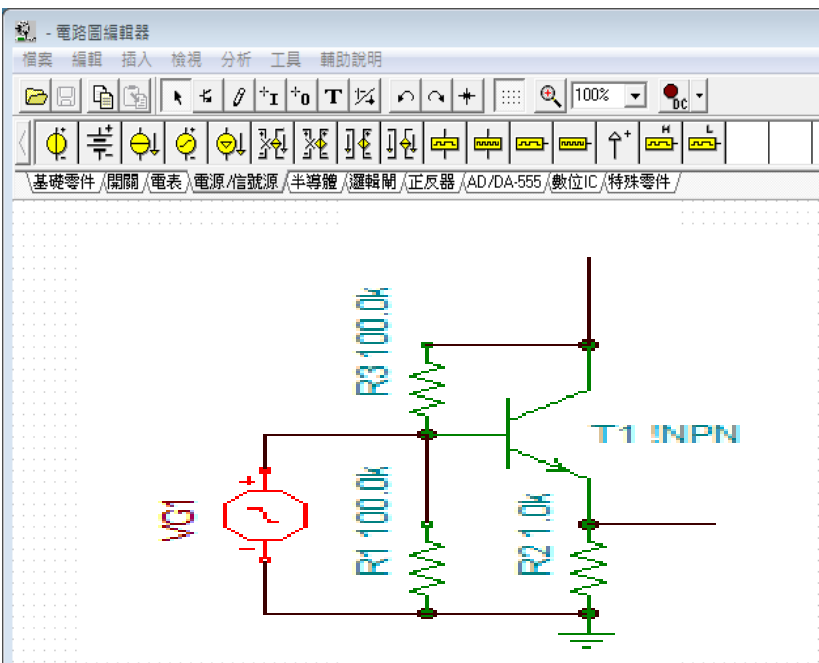 - 電路圖編輯器
檔案 編輯 插入 檢視 分析 工具 輔助說明
+I +0 T 100% DC
+ H L
基礎零件 開關 電表 電源/信號源 半導體 邏輯閘 正反器 AD/DA-555 數位IC 特殊零件
R3 100.0k
T1 !NPN
VG1
+
−
R1 100.0k
R2 1.0k